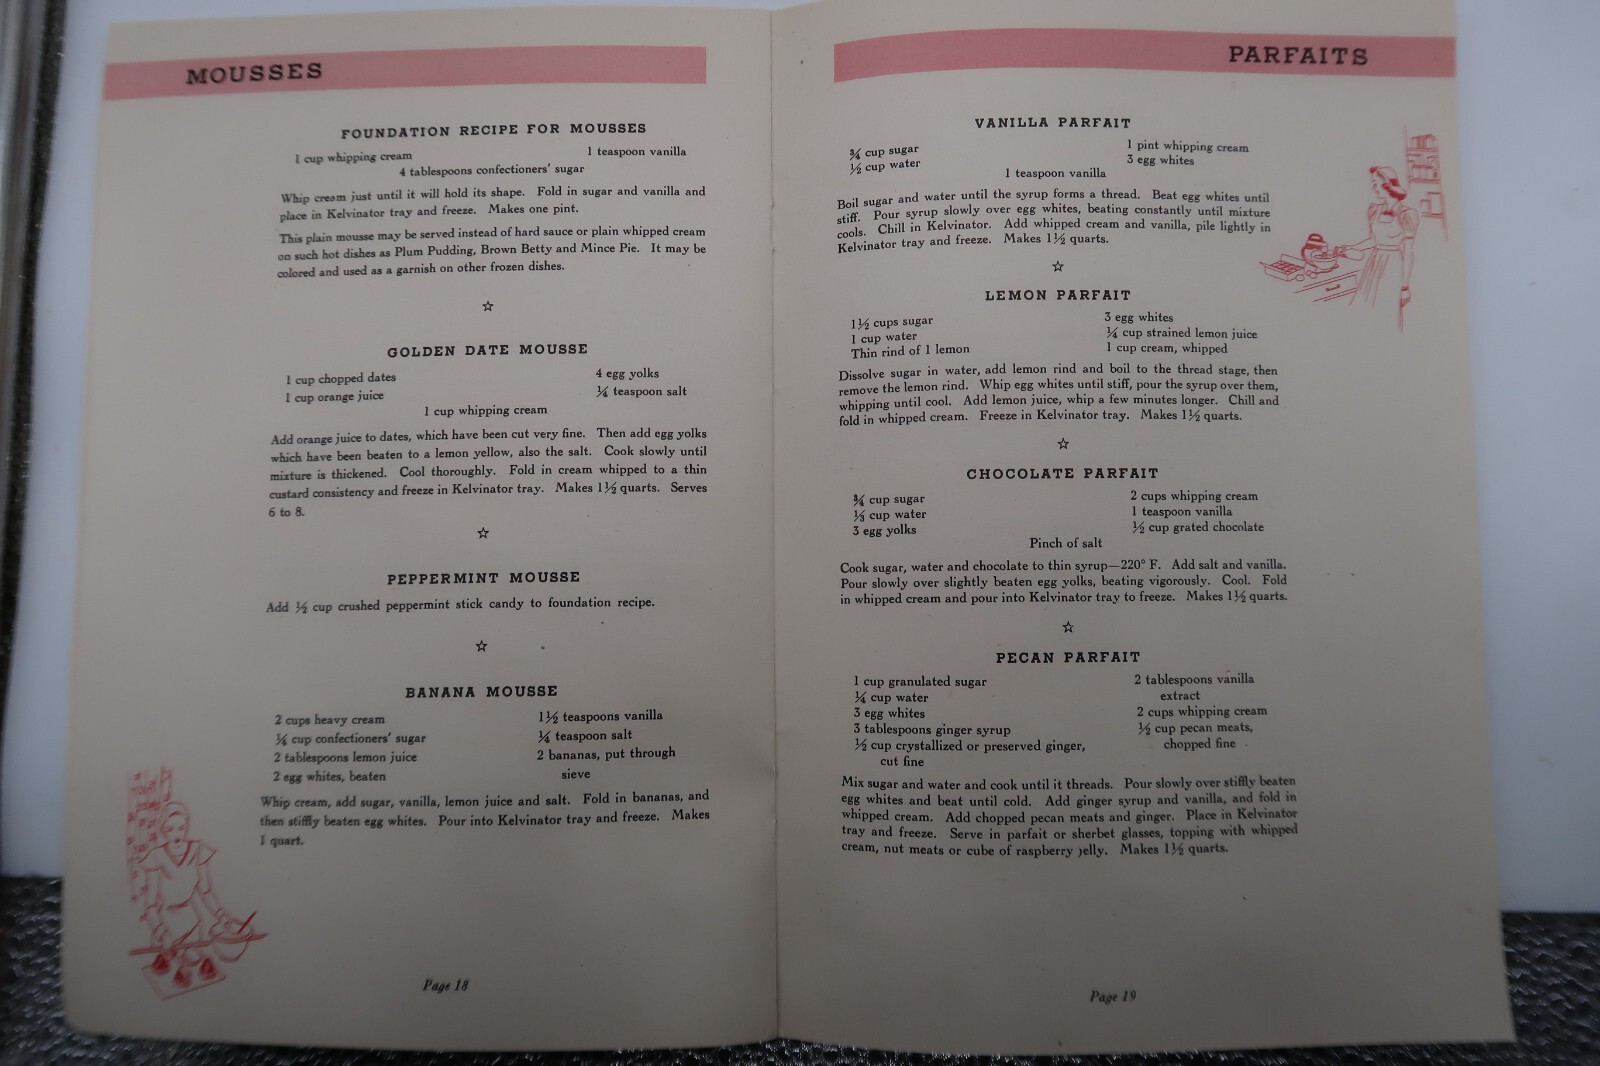 MOUSSES
FOUNDATION RECIPE FOR MOUSSES
1 cup whipping cream 1 teaspoon vanilla
4 tablespoons confectioners' sugar
Whip cream just until it will hold its shape. Fold in sugar and vanilla and
place in Kelvinator tray and freeze. Makes one pint.
This plain mousse may be served instead of hard sauce or plain whipped cream
on such hot dishes as Plum Pudding, Brown Betty and Mince Pie. It may be
colored and used as a garnish on other frozen dishes.
☆
GOLDEN DATE MOUSSE
1 cup chopped dates 4 egg yolks
1 cup orange juice ¼ teaspoon salt
1 cup whipping cream
Add orange juice to dates, which have been cut very fine. Then add egg yolks
which have been beaten to a lemon yellow, also the salt. Cook slowly until
mixture is thickened. Cool thoroughly. Fold in cream whipped to a thin
custard consistency and freeze in Kelvinator tray. Makes 1½ quarts. Serves
6 to 8.
☆
PEPPERMINT MOUSSE
Add ½ cup crushed peppermint stick candy to foundation recipe.
☆
BANANA MOUSSE
2 cups heavy cream 1½ teaspoons vanilla
¼ cup confectioners' sugar ¼ teaspoon salt
2 tablespoons lemon juice 2 bananas, put through
2 egg whites, beaten sieve
Whip cream, add sugar, vanilla, lemon juice and salt. Fold in bananas, and
then stiffly beaten egg whites. Pour into Kelvinator tray and freeze. Makes
1 quart.
Page 18
PARFAITS
VANILLA PARFAIT
¾ cup sugar 1 pint whipping cream
½ cup water 3 egg whites
1 teaspoon vanilla
Boil sugar and water until the syrup forms a thread. Beat egg whites until
stiff. Pour syrup slowly over egg whites, beating constantly until mixture
cools. Chill in Kelvinator. Add whipped cream and vanilla, pile lightly in
Kelvinator tray and freeze. Makes 1½ quarts.
☆
LEMON PARFAIT
1½ cups sugar 3 egg whites
1 cup water ¼ cup strained lemon juice
Thin rind of 1 lemon 1 cup cream, whipped
Dissolve sugar in water, add lemon rind and boil to the thread stage, then
remove the lemon rind. Whip egg whites until stiff, pour the syrup over them,
whipping until cool. Add lemon juice, whip a few minutes longer. Chill and
fold in whipped cream. Freeze in Kelvinator tray. Makes 1½ quarts.
☆
CHOCOLATE PARFAIT
¾ cup sugar 2 cups whipping cream
⅓ cup water 1 teaspoon vanilla
3 egg yolks ½ cup grated chocolate
Pinch of salt
Cook sugar, water and chocolate to thin syrup—220° F. Add salt and vanilla.
Pour slowly over slightly beaten egg yolks, beating vigorously. Cool. Fold
in whipped cream and pour into Kelvinator tray to freeze. Makes 1½ quarts.
☆
PECAN PARFAIT
1 cup granulated sugar 2 tablespoons vanilla
¼ cup water extract
3 egg whites 2 cups whipping cream
3 tablespoons ginger syrup ½ cup pecan meats,
½ cup crystallized or preserved ginger, chopped fine
cut fine
Mix sugar and water and cook until it threads. Pour slowly over stiffly beaten
egg whites and beat until cold. Add ginger syrup and vanilla, and fold in
whipped cream. Add chopped pecan meats and ginger. Place in Kelvinator
tray and freeze. Serve in parfait or sherbet glasses, topping with whipped
cream, nut meats or cube of raspberry jelly. Makes 1½ quarts.
Page 19